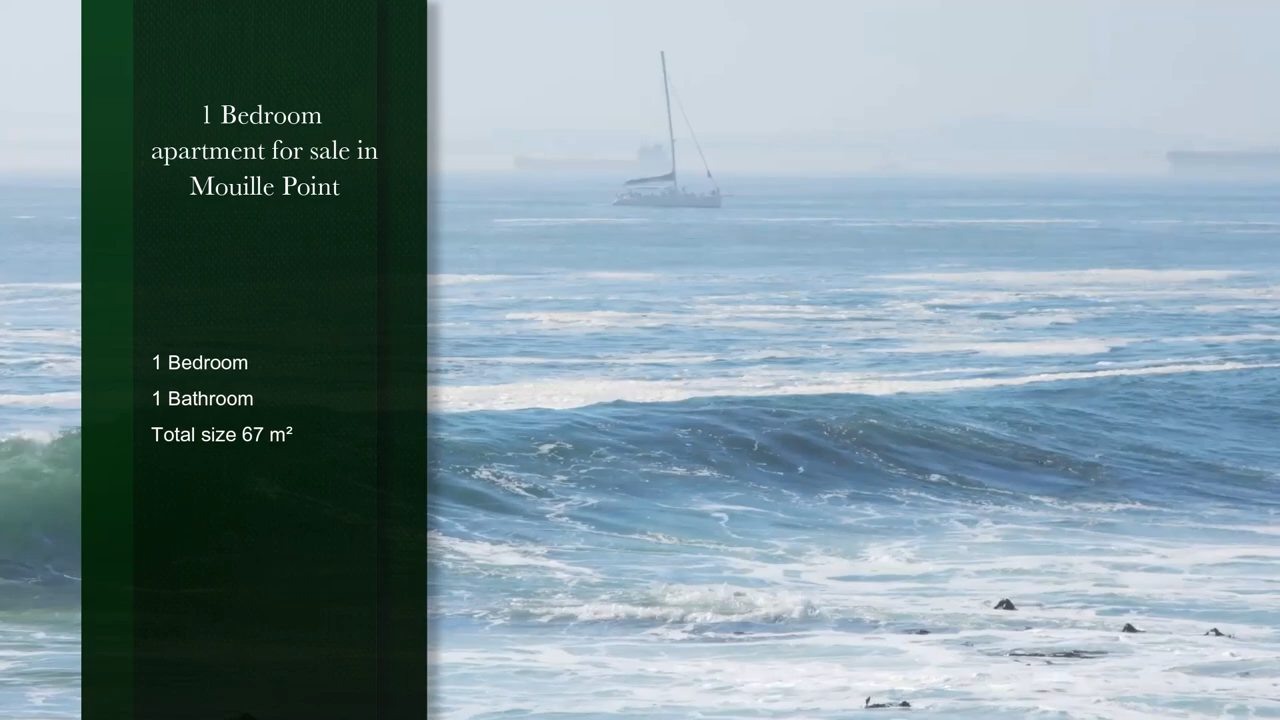 1 Bedroom
apartment for sale in
Mouille Point
1 Bedroom
1 Bathroom
Total size 67 m²